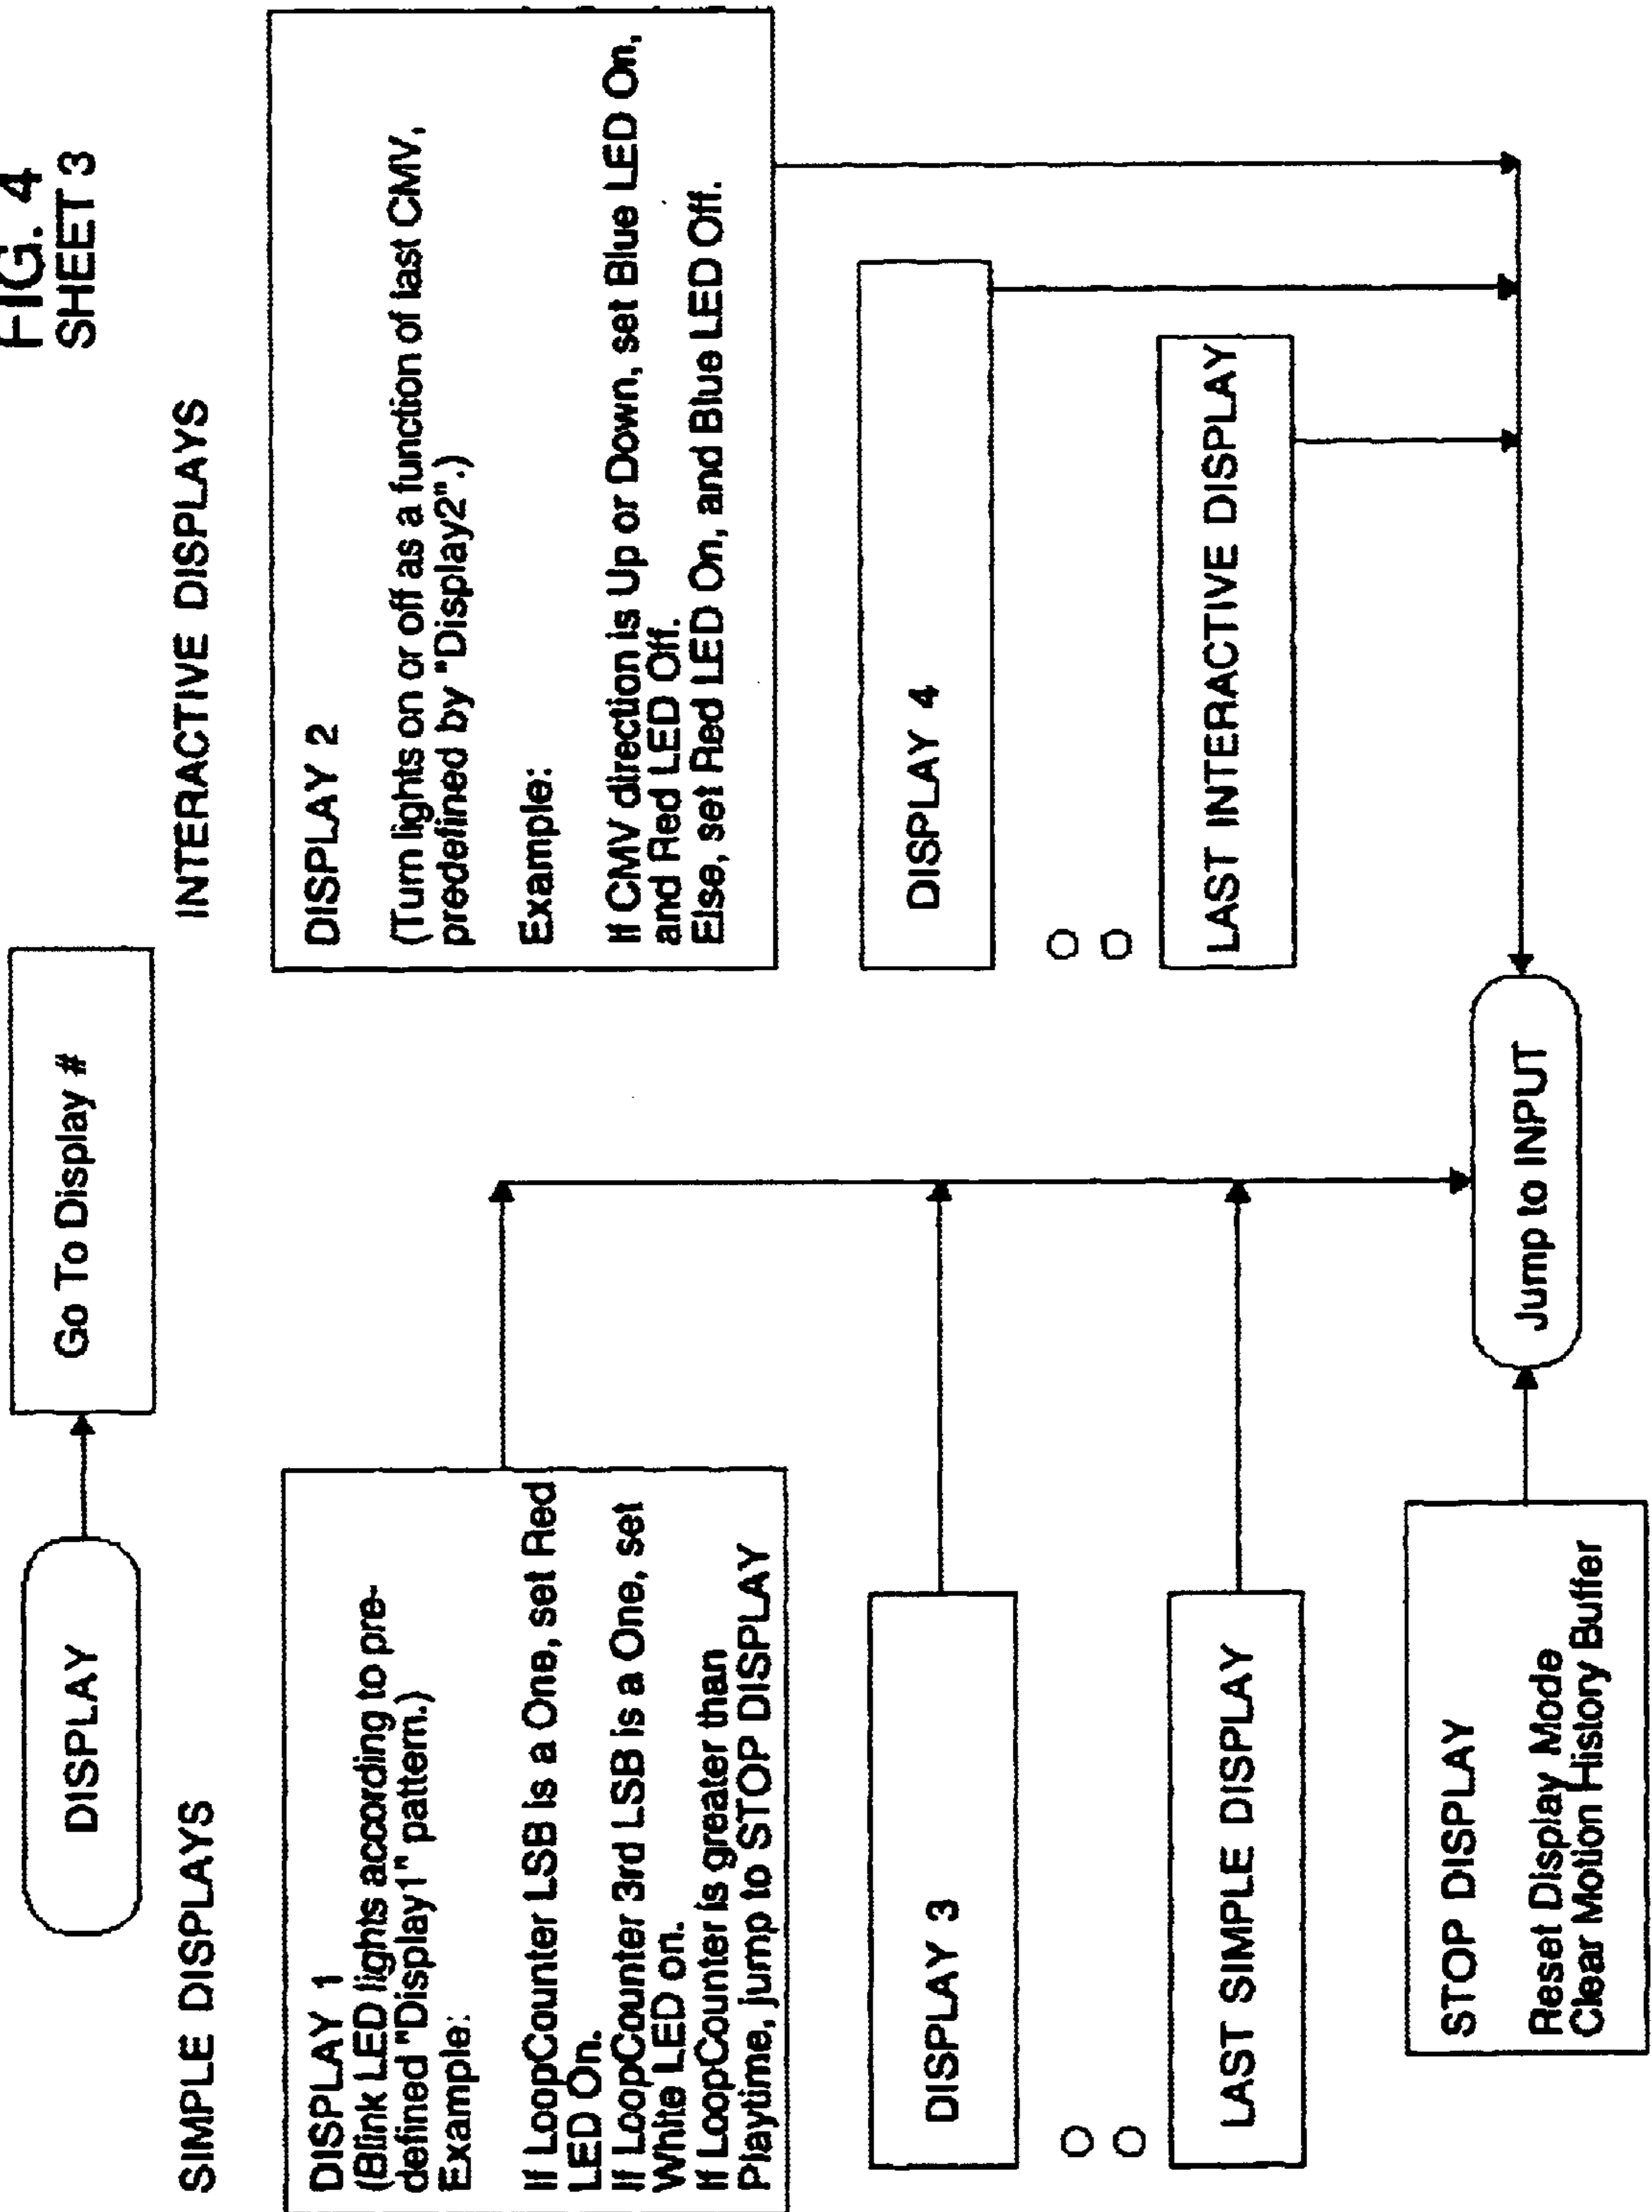 FIG. 4
SHEET 3
DISPLAY
Go To Display #
SIMPLE DISPLAYS
INTERACTIVE DISPLAYS
DISPLAY 1
(Blink LED lights according to pre-
defined "Display1" pattern.)
Example:
If LoopCounter LSB is a One, set Red
LED On.
If LoopCounter 3rd LSB is a One, set
White LED on.
If LoopCounter is greater than
Playtime, jump to STOP DISPLAY
DISPLAY 2
(Turn lights on or off as a function of last CMV,
predefined by "Display2".)
Example:
If CMV direction is Up or Down, set Blue LED On,
and Red LED Off.
Else, set Red LED On, and Blue LED Off.
DISPLAY 3
DISPLAY 4
LAST SIMPLE DISPLAY
LAST INTERACTIVE DISPLAY
STOP DISPLAY
Reset Display Mode
Clear Motion History Buffer
Jump to INPUT